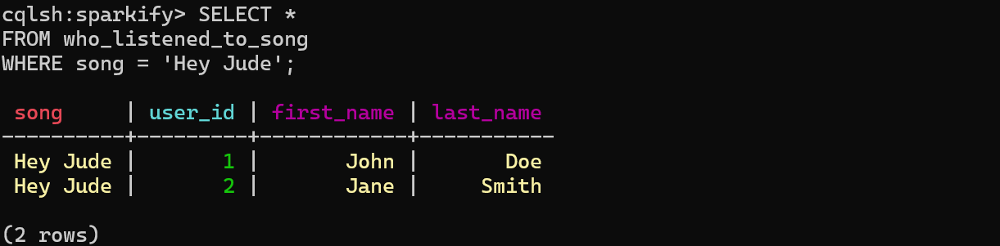 cqlsh:sparkify> SELECT *
FROM who_listened_to_song
WHERE song = 'Hey Jude';
 song     | user_id | first_name | last_name
----------+---------+------------+-----------
 Hey Jude |       1 |       John |       Doe
 Hey Jude |       2 |       Jane |     Smith
(2 rows)